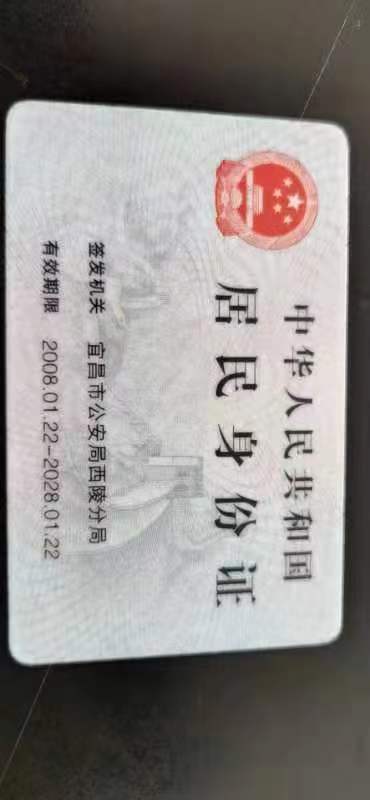 中华人民共和国
居民身份证
签发机关 宜昌市公安局西陵分局
有效期限 2008.01.22-2028.01.22